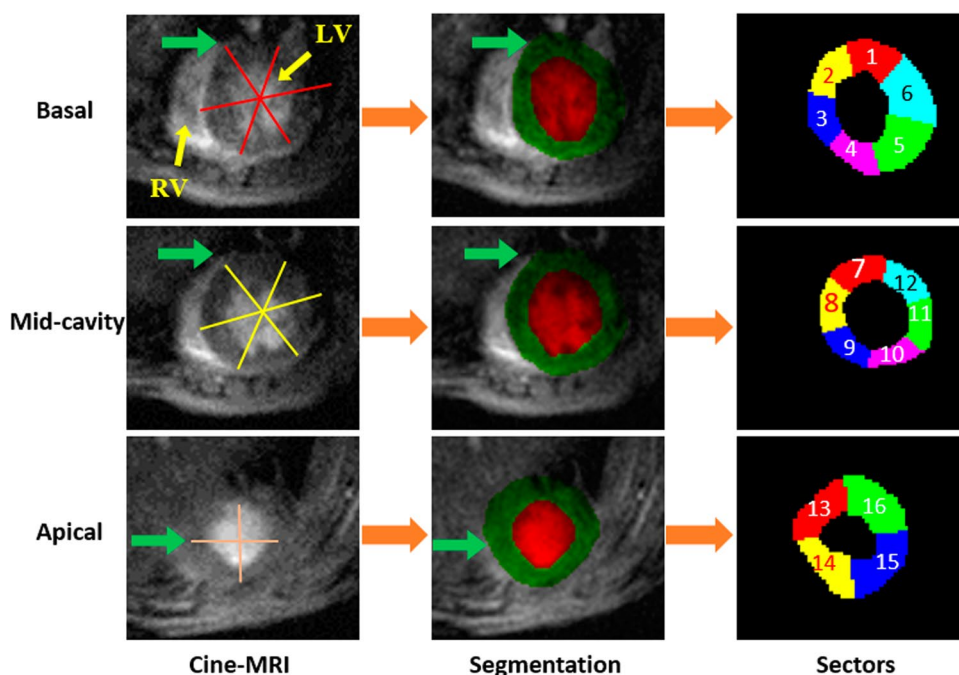 LV
Basal
RV
1
2
6
3
5
4
Mid-cavity
7
12
8
11
9
10
Apical
13
16
14
15
Cine-MRI
Segmentation
Sectors